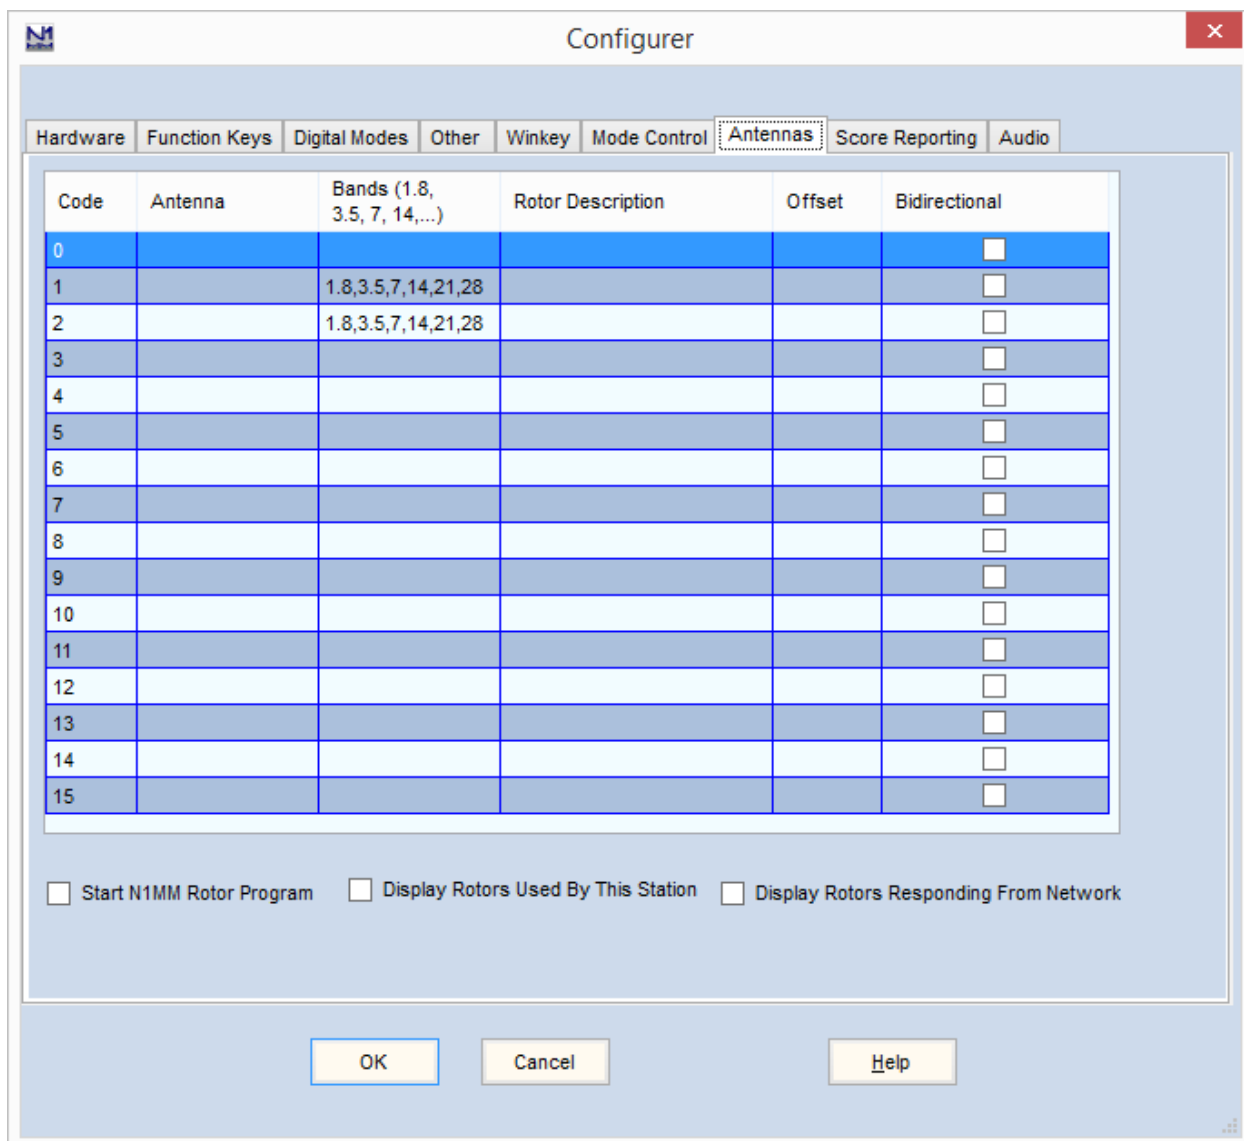 N1
MM
Configurer
Hardware Function Keys Digital Modes Other Winkey Mode Control Antennas Score Reporting Audio
Code Antenna Bands (1.8, 3.5, 7, 14,...) Rotor Description Offset Bidirectional
0
1 1.8,3.5,7,14,21,28
2 1.8,3.5,7,14,21,28
3
4
5
6
7
8
9
10
11
12
13
14
15
Start N1MM Rotor Program Display Rotors Used By This Station Display Rotors Responding From Network
OK Cancel Help